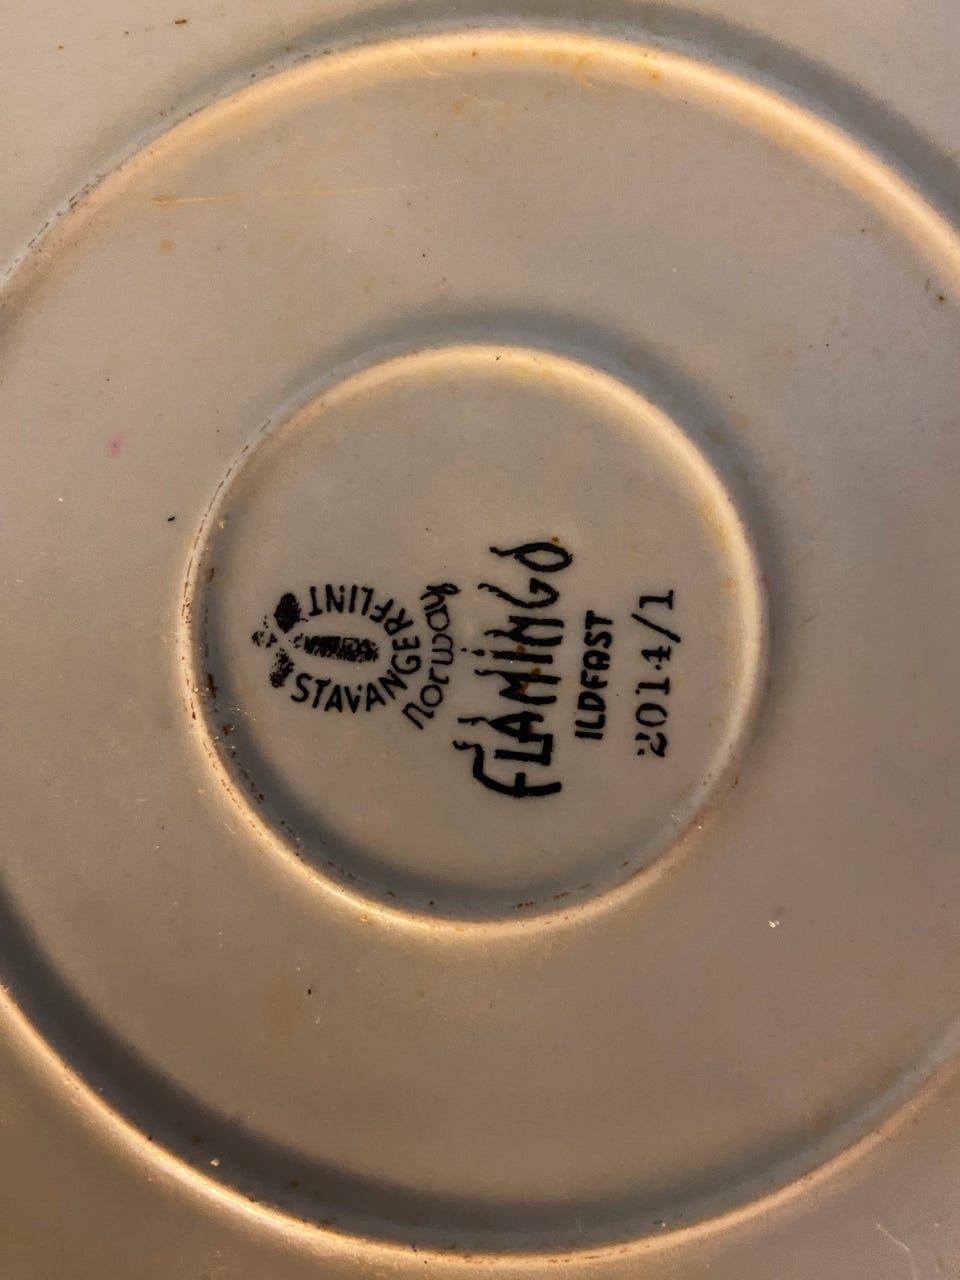 STAVANGERFLINT
norway
FLAMINGO
ILDFAST
2014/1